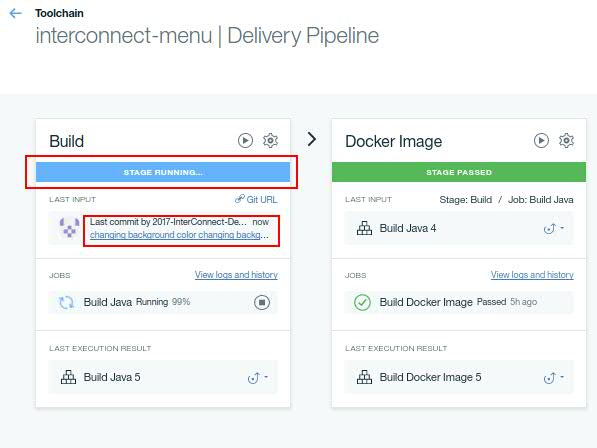 Toolchain
interconnect-menu | Delivery Pipeline
Build
STAGE RUNNING...
LAST INPUT
Git URL
Last commit by 2017-InterConnect-De... now
changing background color changing backg...
JOBS
View logs and history
Build Java Running 99%
LAST EXECUTION RESULT
Build Java 5
Docker Image
STAGE PASSED
LAST INPUT
Stage: Build / Job: Build Java
Build Java 4
JOBS
View logs and history
Build Docker Image Passed 5h ago
LAST EXECUTION RESULT
Build Docker Image 5